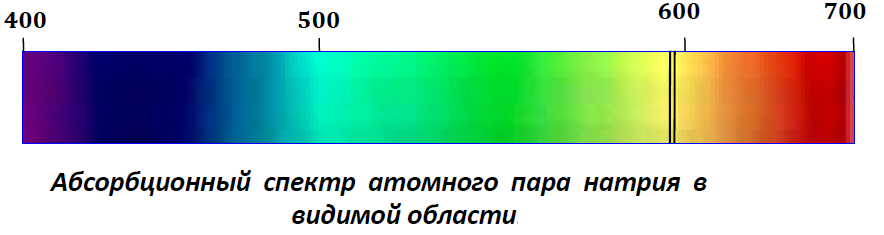 400 500 600 700
Абсорбционный спектр атомного пара натрия в
видимой области